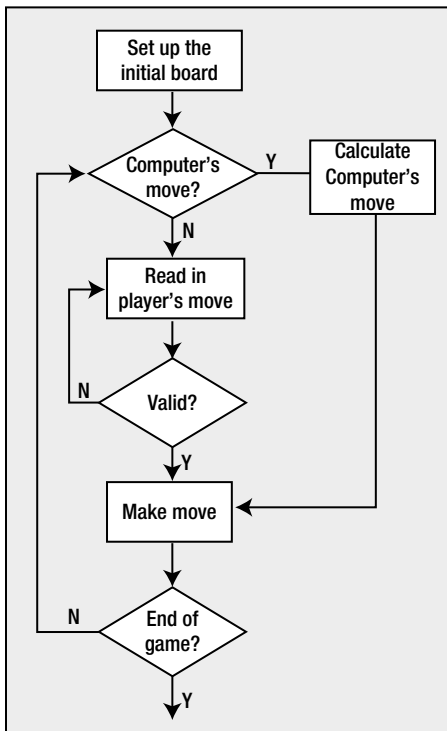 Set up the
initial board
Computer's
move?
Y
Calculate
Computer's
move
N
Read in
player's move
N
Valid?
Y
Make move
N
End of
game?
Y